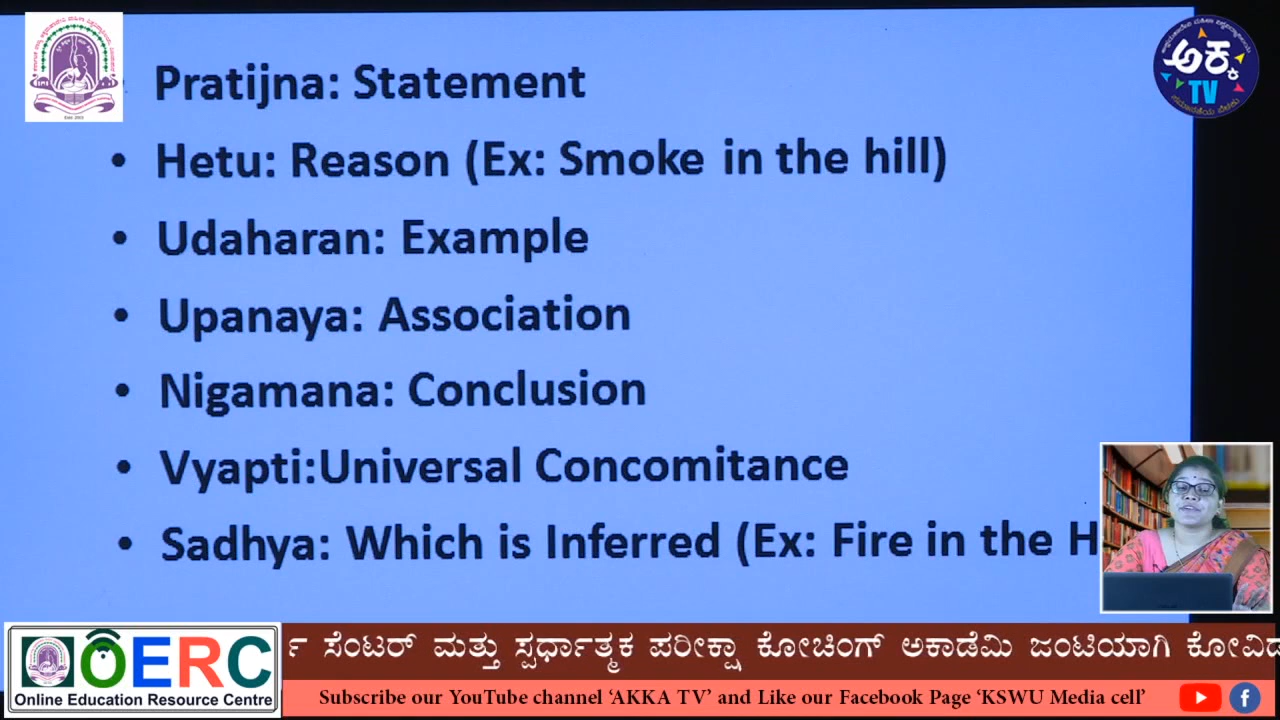 Pratijna: Statement
• Hetu: Reason (Ex: Smoke in the hill)
• Udaharan: Example
• Upanaya: Association
• Nigamana: Conclusion
• Vyapti:Universal Concomitance
• Sadhya: Which is Inferred (Ex: Fire in the H
ಅಕ್ಕ
TV
OERC
Online Education Resource Centre
ಸೆಂಟರ್ ಮತ್ತು ಸ್ಪರ್ಧಾತ್ಮಕ ಪರೀಕ್ಷಾ ಕೋಚಿಂಗ್ ಅಕಾಡೆಮಿ ಜಂಟಿಯಾಗಿ ಕೋವಿಡ
Subscribe our YouTube channel ‘AKKA TV’ and Like our Facebook Page ‘KSWU Media cell’